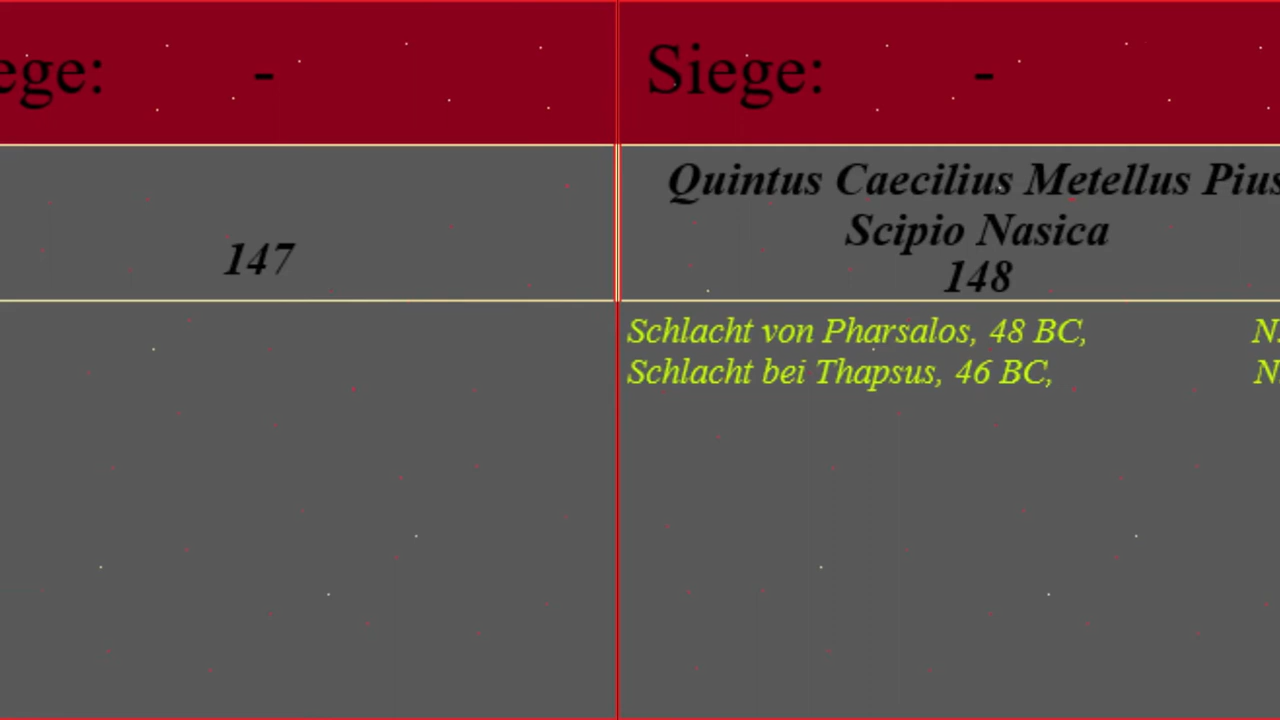 ege: -
147
Siege: -
Quintus Caecilius Metellus Pius
Scipio Nasica
148
Schlacht von Pharsalos, 48 BC, N.
Schlacht bei Thapsus, 46 BC, N